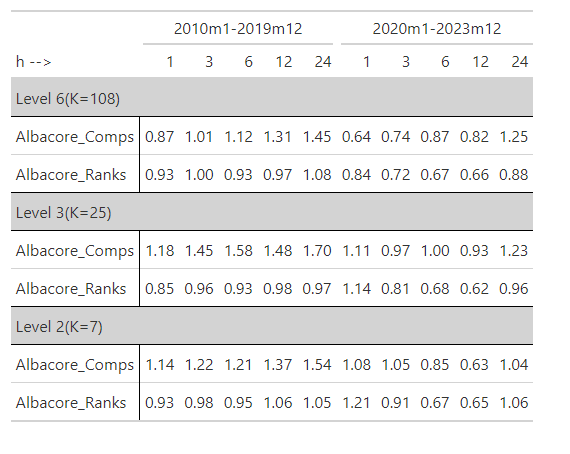 2010m1-2019m12 2020m1-2023m12
h --> 1 3 6 12 24 1 3 6 12 24
Level 6(K=108)
Albacore_Comps 0.87 1.01 1.12 1.31 1.45 0.64 0.74 0.87 0.82 1.25
Albacore_Ranks 0.93 1.00 0.93 0.97 1.08 0.84 0.72 0.67 0.66 0.88
Level 3(K=25)
Albacore_Comps 1.18 1.45 1.58 1.48 1.70 1.11 0.97 1.00 0.93 1.23
Albacore_Ranks 0.85 0.96 0.93 0.98 0.97 1.14 0.81 0.68 0.62 0.96
Level 2(K=7)
Albacore_Comps 1.14 1.22 1.21 1.37 1.54 1.08 1.05 0.85 0.63 1.04
Albacore_Ranks 0.93 0.98 0.95 1.06 1.05 1.21 0.91 0.67 0.65 1.06